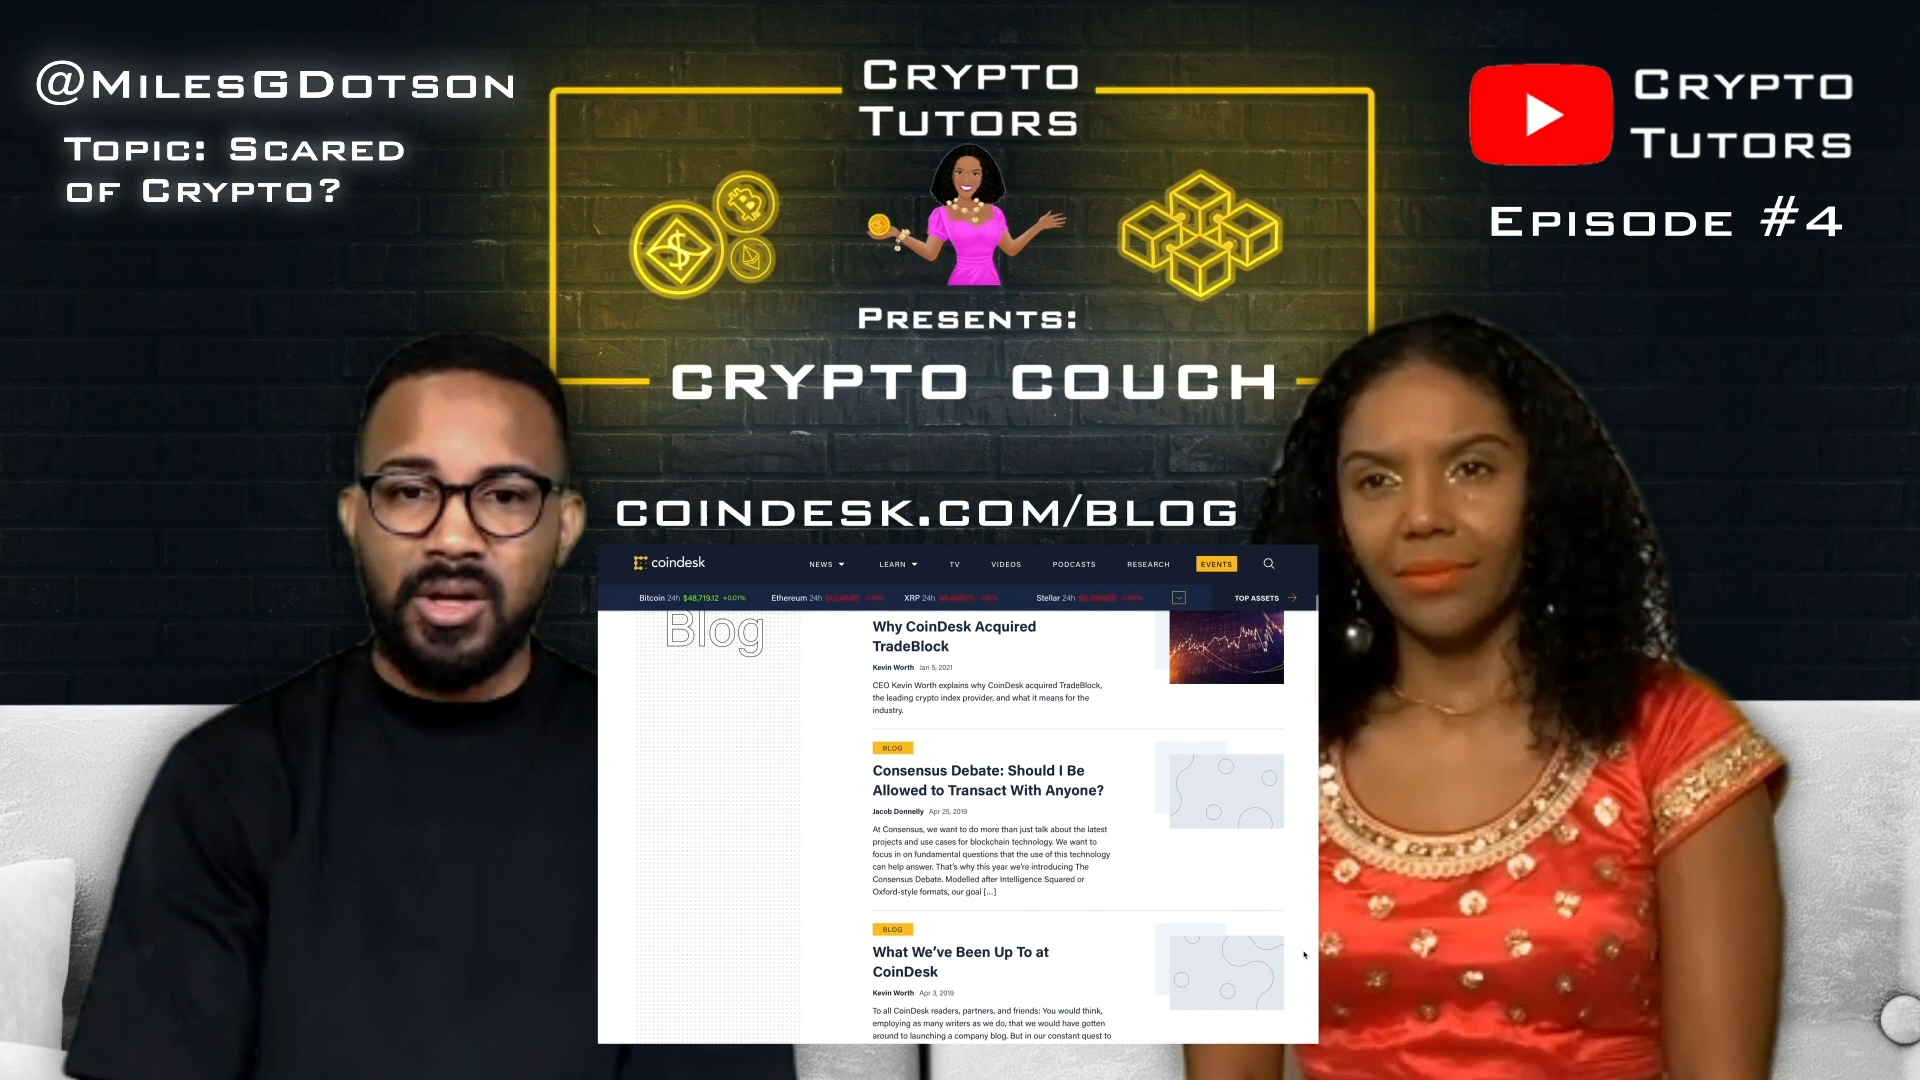 @MilesGDotson
Topic: Scared
of Crypto?
Crypto
Tutors
Presents:
CRYPTO COUCH
Crypto
Tutors
Episode #4
COINDESK.COM/BLOG
coindesk
NEWS LEARN TV VIDEOS PODCASTS RESEARCH EVENTS
Bitcoin 24h $48,719.12 +0.01% Ethereum 24h XRP 24h Stellar 24h TOP ASSETS
Blog
Why CoinDesk Acquired
TradeBlock
Kevin Worth Jan 5, 2021
CEO Kevin Worth explains why CoinDesk acquired TradeBlock,
the leading crypto index provider, and what it means for the
industry.
BLOG
Consensus Debate: Should I Be
Allowed to Transact With Anyone?
Jacob Donnelly Apr 25, 2019
At Consensus, we want to do more than just talk about the latest
projects and use cases for blockchain technology. We want to
focus in on fundamental questions that the use of this technology
can help answer. That's why this year we're introducing The
Consensus Debate. Modelled after Intelligence Squared or
Oxford-style formats, our goal [...]
BLOG
What We've Been Up To at
CoinDesk
Kevin Worth Apr 3, 2019
To all CoinDesk readers, partners, and friends: You would think,
employing as many writers as we do, that we would have gotten
around to launching a company blog. But in our constant quest to